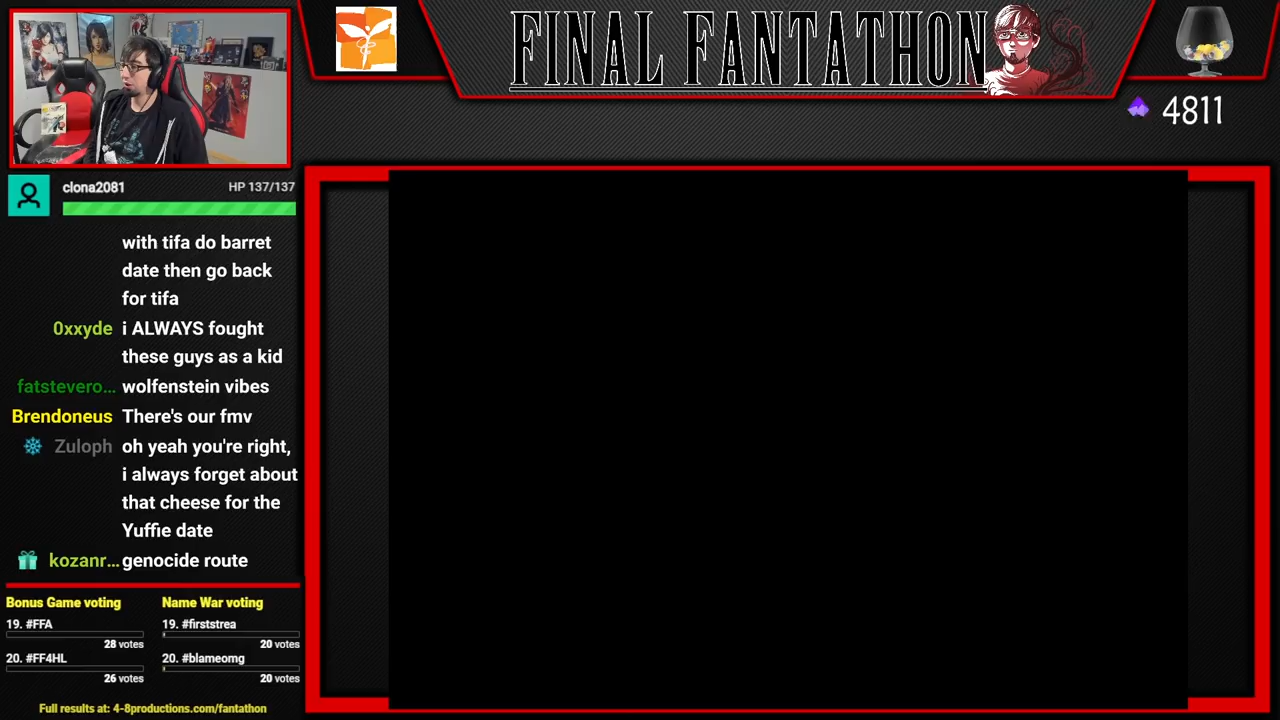 FINAL FANTATHON
4811
clona2081 HP 137/137
with tifa do barret
date then go back
for tifa
0xxyde i ALWAYS fought
these guys as a kid
fatstevero... wolfenstein vibes
Brendoneus There's our fmv
Zuloph oh yeah you're right,
i always forget about
that cheese for the
Yuffie date
kozanr... genocide route
Bonus Game voting
19. #FFA
28 votes
20. #FF4HL
26 votes
Name War voting
19. #firststrea
20 votes
20. #blameomg
20 votes
Full results at: 4-8productions.com/fantathon